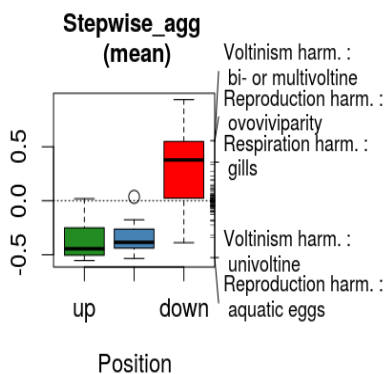 Stepwise_agg
(mean)
Voltinism harm. :
bi- or multivoltine
Reproduction harm. :
ovoviviparity
Respiration harm. :
gills
Voltinism harm. :
univoltine
Reproduction harm. :
aquatic eggs
0.5
0.0
-0.5
up
down
Position